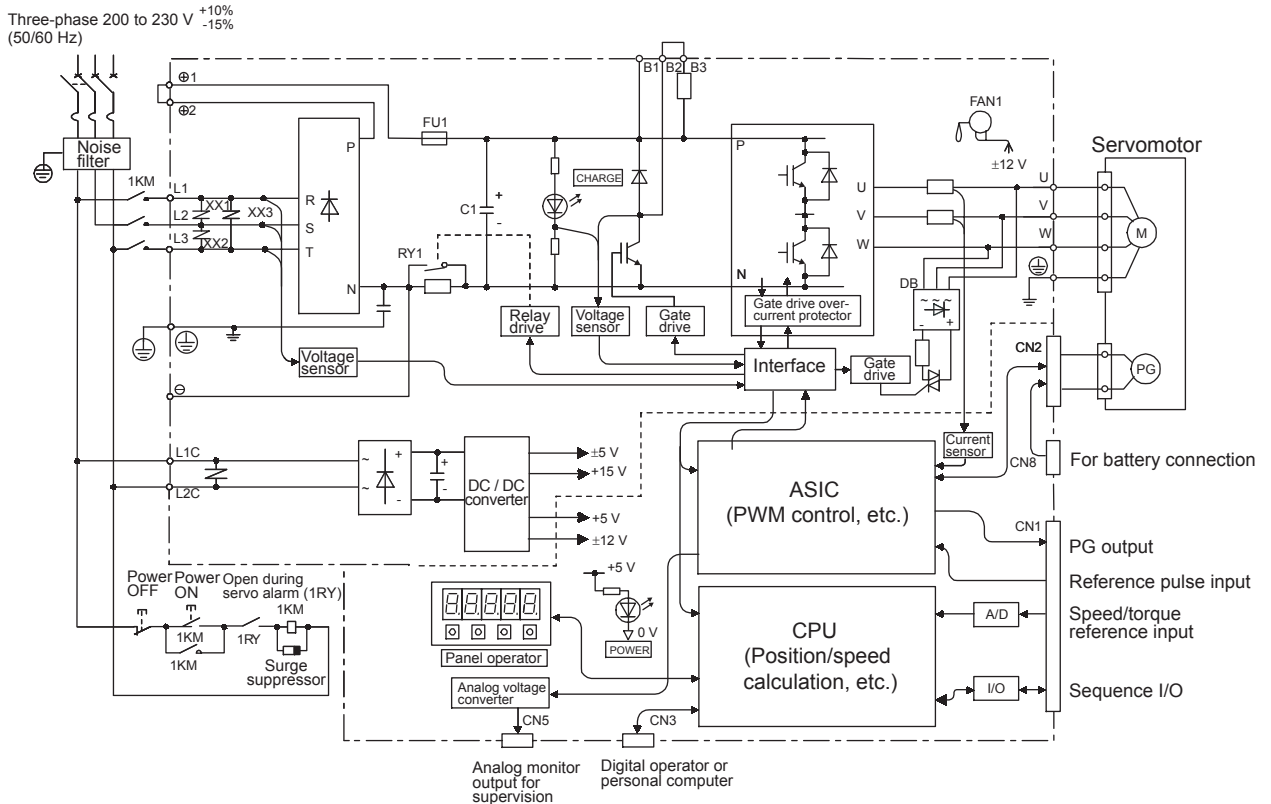 Three-phase 200 to 230 V +10% -15%
(50/60 Hz)
⊕1
⊕2
B1 B2 B3
FAN1
±12 V
Servomotor
Noise
filter
FU1
P
CHARGE
P
U
V
W
U
V
W
M
1KM
L1
L2
L3
XX1
XX2
XX3
R
S
T
N
C1
+
-
RY1
N
Gate drive over-
current protector
DB
~ ~ ~
- +
Relay
drive
Voltage
sensor
Gate
drive
Interface
Gate
drive
CN2
PG
Voltage
sensor
⊖
Current
sensor
CN8
For battery connection
L1C
L2C
~
~
+
-
+
-
DC / DC
converter
±5 V
+15 V
+5 V
±12 V
ASIC
(PWM control, etc.)
CN1
PG output
Reference pulse input
Speed/torque
reference input
A/D
Sequence I/O
I/O
Power
OFF
Power
ON
Open during
servo alarm (1RY)
1KM
1KM
1RY
1KM
Surge
suppressor
+5 V
0 V
POWER
8.8.8.8.8.
Panel operator
CPU
(Position/speed
calculation, etc.)
Analog voltage
converter
CN5
CN3
Analog monitor
output for
supervision
Digital operator or
personal computer